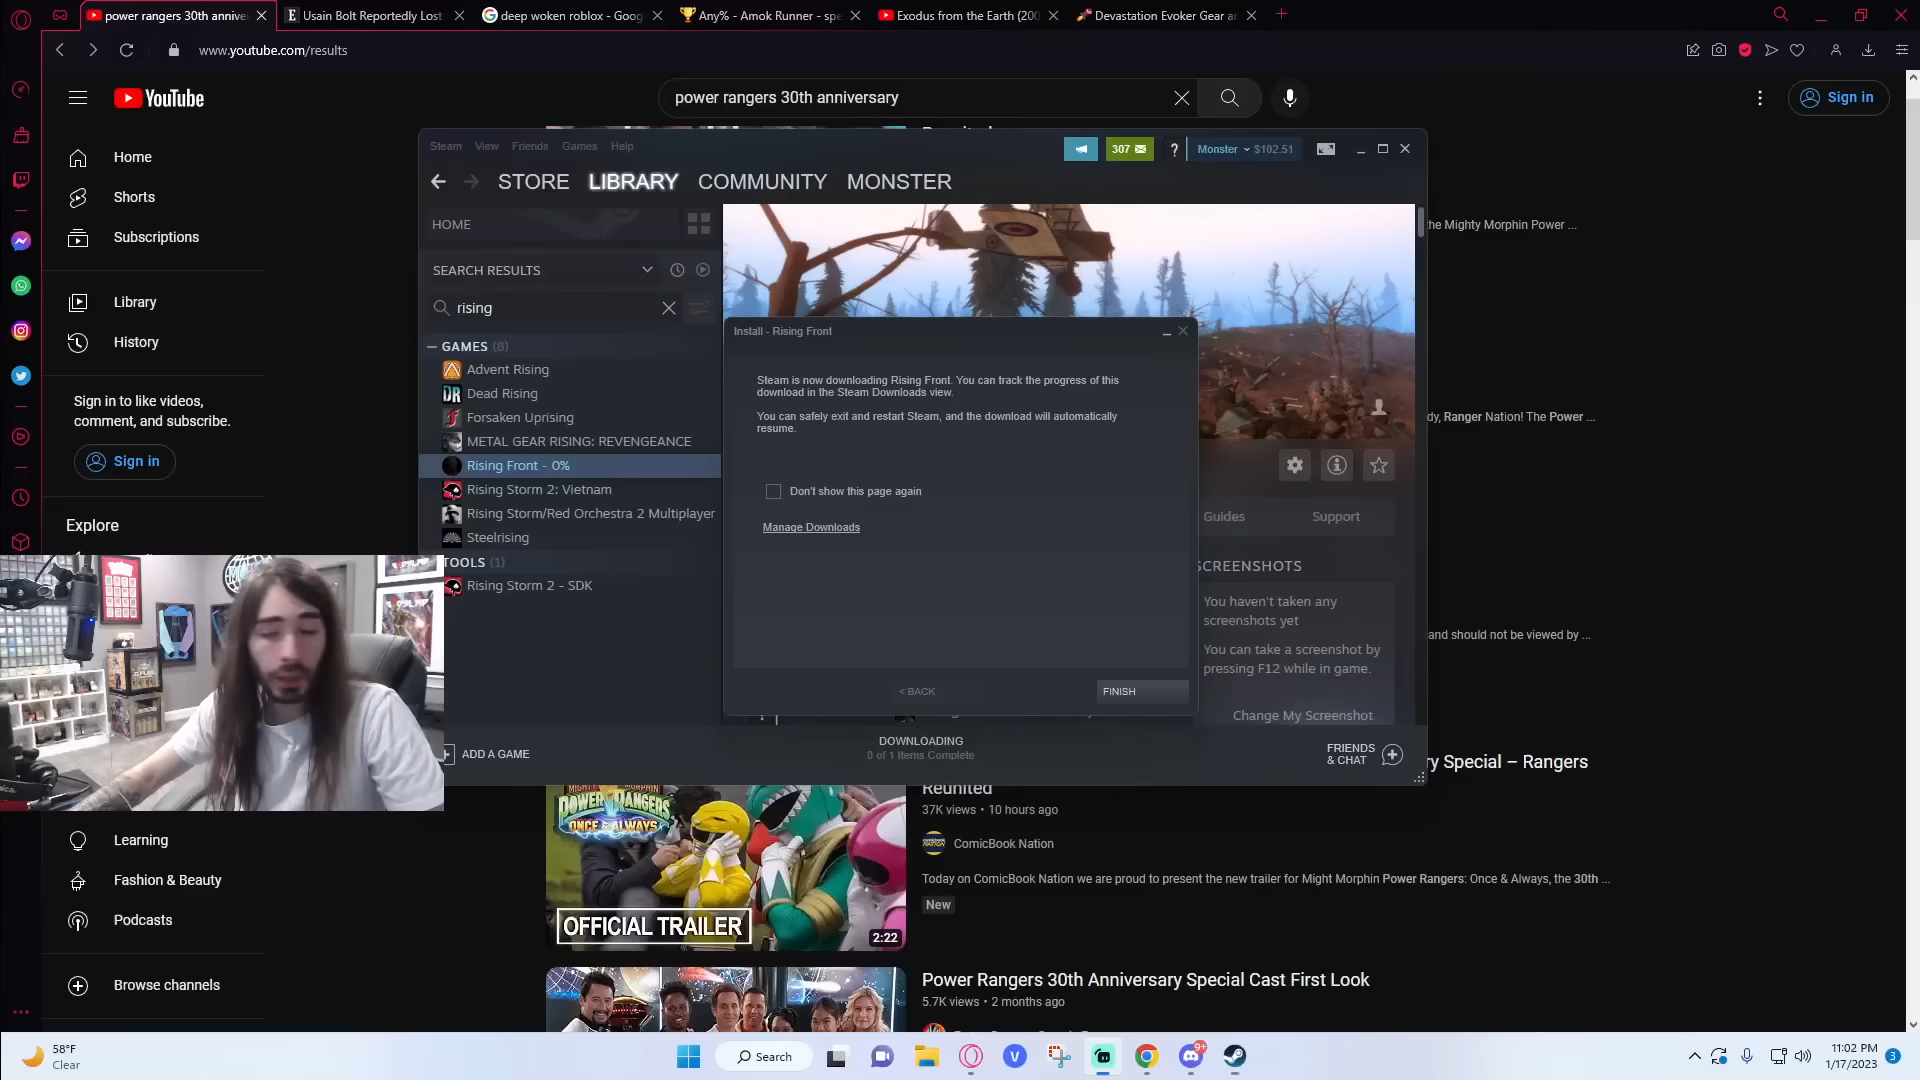 power rangers 30th annive
Usain Bolt Reportedly Lost
deep woken roblox - Goog
Any% - Amok Runner - spe
Exodus from the Earth (200
Devastation Evoker Gear an
www.youtube.com/results
YouTube
power rangers 30th anniversary
Sign in
Home
Shorts
Subscriptions
Library
History
Sign in to like videos,
comment, and subscribe.
Sign in
Explore
Learning
Fashion & Beauty
Podcasts
Browse channels
Steam View Friends Games Help
307
?
Monster $102.51
STORE LIBRARY COMMUNITY MONSTER
HOME
SEARCH RESULTS
rising
GAMES (8)
Advent Rising
Dead Rising
Forsaken Uprising
METAL GEAR RISING: REVENGEANCE
Rising Front - 0%
Rising Storm 2: Vietnam
Rising Storm/Red Orchestra 2 Multiplayer
Steelrising
TOOLS (1)
Rising Storm 2 - SDK
Install - Rising Front
Steam is now downloading Rising Front. You can track the progress of this
download in the Steam Downloads view.
You can safely exit and restart Steam, and the download will automatically
resume.
Don't show this page again
Manage Downloads
< BACK
FINISH
Guides
Support
SCREENSHOTS
You haven't taken any
screenshots yet
You can take a screenshot by
pressing F12 while in game.
Change My Screenshot
ADD A GAME
DOWNLOADING
0 of 1 Items Complete
FRIENDS
& CHAT
the Mighty Morphin Power ...
dy, Ranger Nation! The Power ...
and should not be viewed by ...
ry Special – Rangers
Reunited
37K views • 10 hours ago
ComicBook Nation
Today on ComicBook Nation we are proud to present the new trailer for Might Morphin Power Rangers: Once & Always, the 30th ...
New
MIGHTY MORPHIN
POWER RANGERS
ONCE & ALWAYS
OFFICIAL TRAILER
2:22
Power Rangers 30th Anniversary Special Cast First Look
5.7K views • 2 months ago
58°F
Clear
Search
9+
11:02 PM
1/17/2023
3